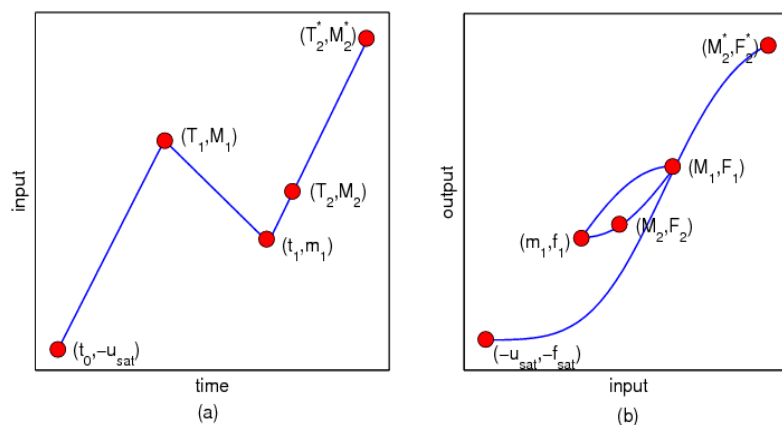 input
(T₂*,M₂*)
(T₁,M₁)
(T₂,M₂)
(t₁,m₁)
(t₀,-uₛₐₜ)
time
(a)
output
(M₂*,F₂*)
(M₁,F₁)
(m₁,f₁)
(M₂,F₂)
(-uₛₐₜ,-fₛₐₜ)
input
(b)